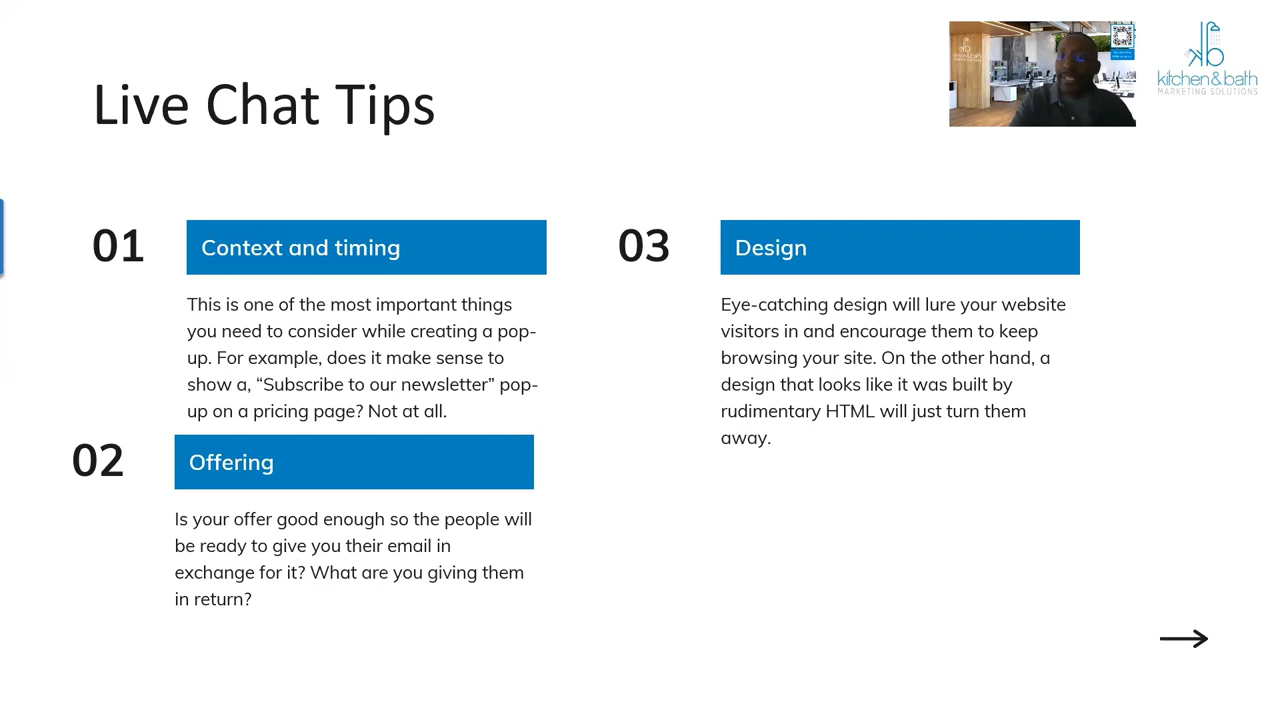 Live Chat Tips
kitchen & bath
MARKETING SOLUTIONS
01
Context and timing
This is one of the most important things
you need to consider while creating a pop-
up. For example, does it make sense to
show a, “Subscribe to our newsletter” pop-
up on a pricing page? Not at all.
02
Offering
Is your offer good enough so the people will
be ready to give you their email in
exchange for it? What are you giving them
in return?
03
Design
Eye-catching design will lure your website
visitors in and encourage them to keep
browsing your site. On the other hand, a
design that looks like it was built by
rudimentary HTML will just turn them
away.